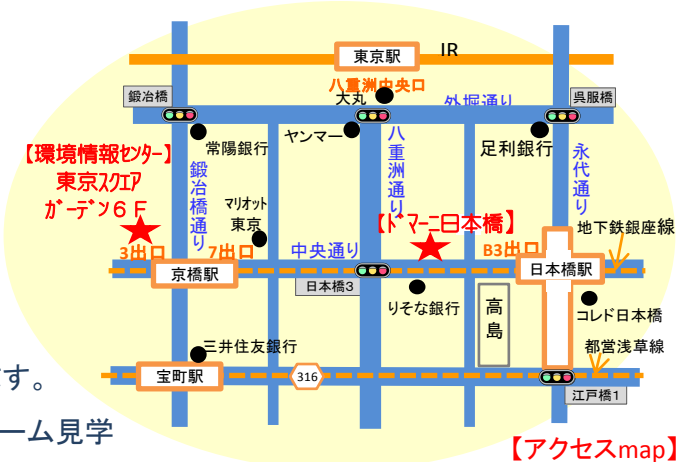 東京駅
IR
八重洲中央口
鍛冶橋
大丸
外堀通り
呉服橋
常陽銀行
ヤンマー
足利銀行
【環境情報センター】
東京スクエア
ガーデン6F
鍛冶橋通り
八重洲通り
永代通り
マリオット
東京
【ドマーニ日本橋】
地下鉄銀座線
3出口
7出口
中央通り
B3出口
京橋駅
日本橋駅
日本橋3
りそな銀行
高島
コレド日本橋
三井住友銀行
都営浅草線
す。
宝町駅
316
江戸橋1
ーム見学
【アクセスmap】